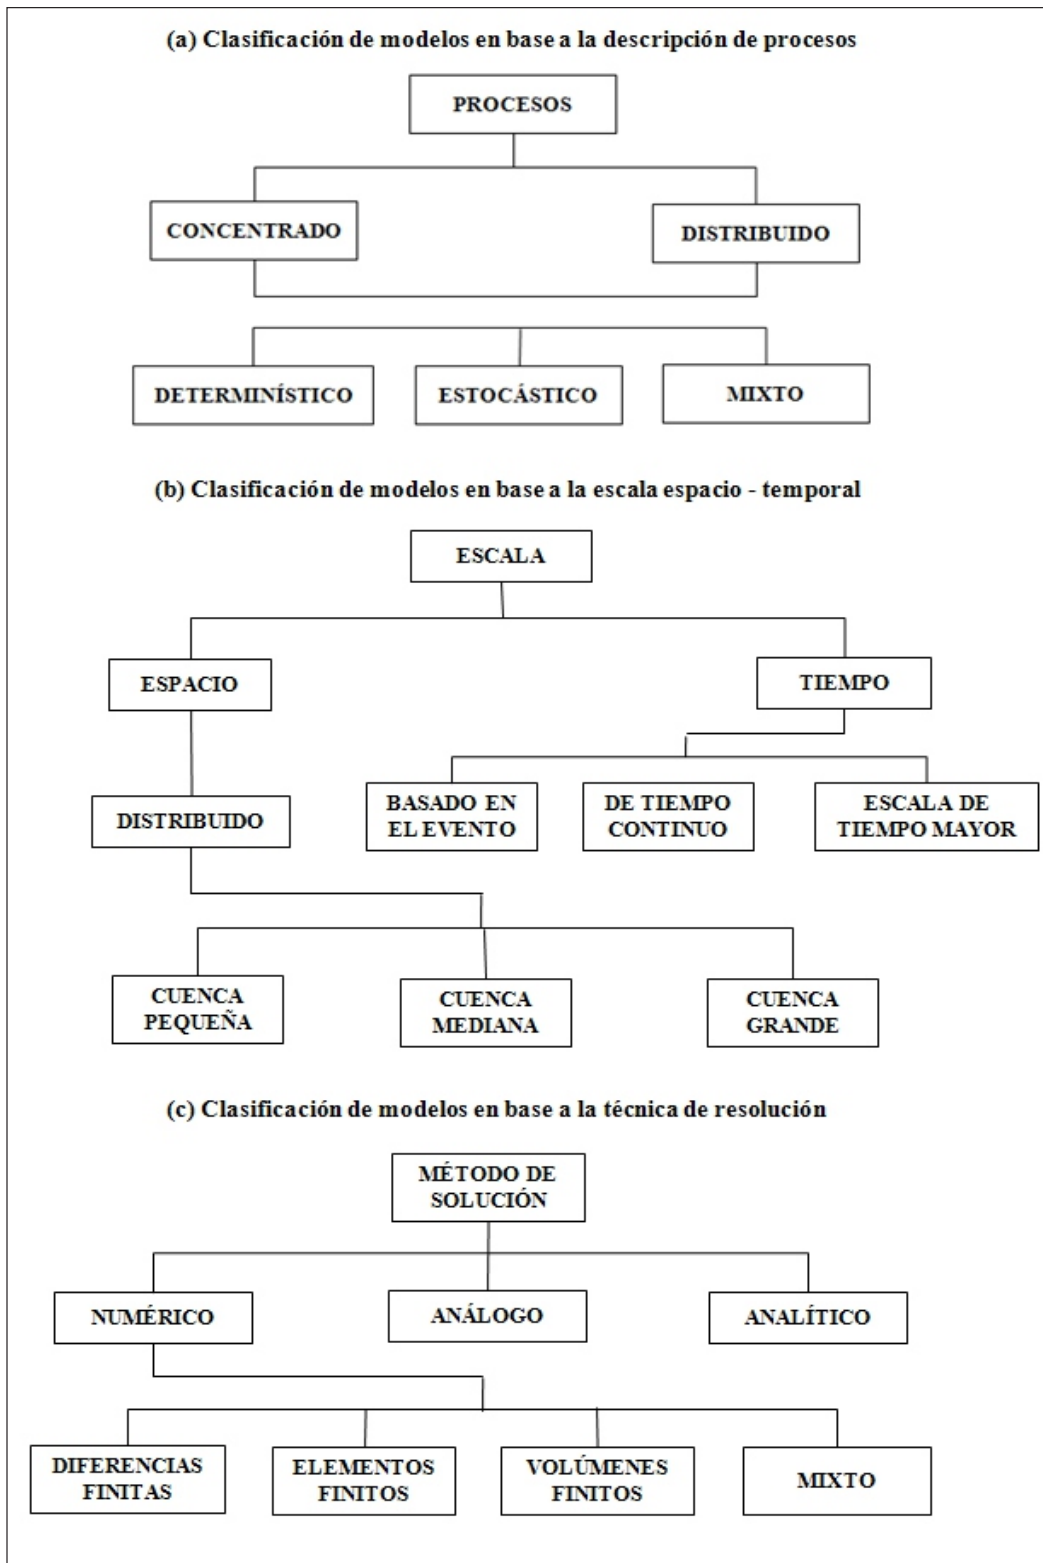 (a) Clasificación de modelos en base a la descripción de procesos
PROCESOS
CONCENTRADO
DISTRIBUIDO
DETERMINÍSTICO
ESTOCÁSTICO
MIXTO
(b) Clasificación de modelos en base a la escala espacio - temporal
ESCALA
ESPACIO
TIEMPO
DISTRIBUIDO
BASADO EN
EL EVENTO
DE TIEMPO
CONTINUO
ESCALA DE
TIEMPO MAYOR
CUENCA
PEQUEÑA
CUENCA
MEDIANA
CUENCA
GRANDE
(c) Clasificación de modelos en base a la técnica de resolución
MÉTODO DE
SOLUCIÓN
NUMÉRICO
ANÁLOGO
ANALÍTICO
DIFERENCIAS
FINITAS
ELEMENTOS
FINITOS
VOLÚMENES
FINITOS
MIXTO